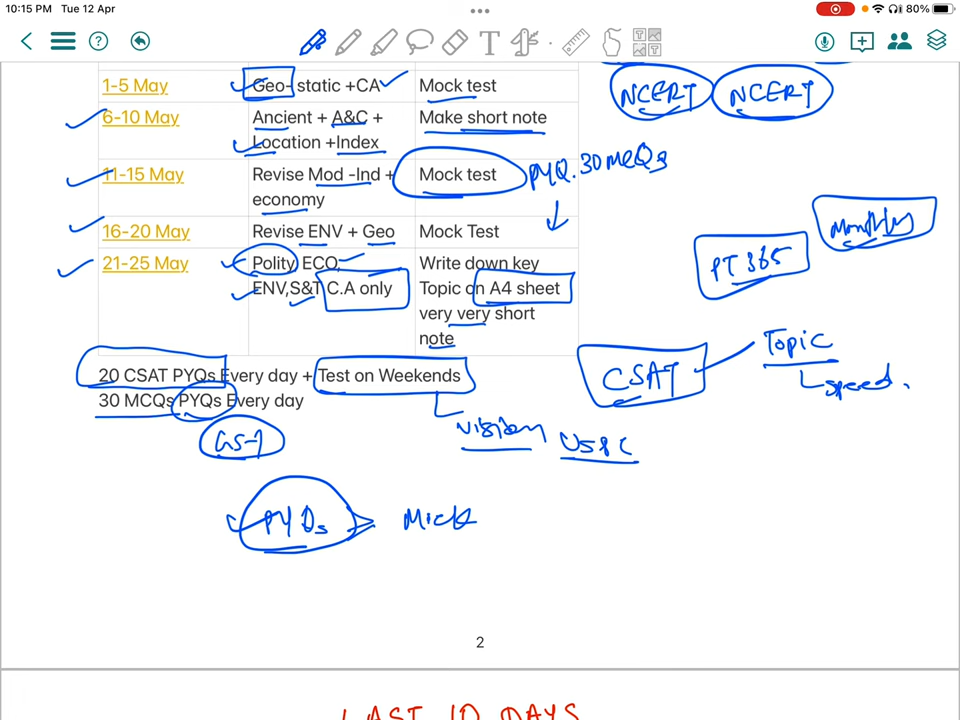 10:15 PM Tue 12 Apr
80%
1-5 May Geo- static +CA Mock test
NCERT NCERT
6-10 May Ancient + A&C + Make short note
Location +Index
PYQ. 30 MCQs
11-15 May Revise Mod -Ind + Mock test
economy
Monthly
16-20 May Revise ENV + Geo Mock Test
PT 365
21-25 May Polity, ECO, Write down key
ENV,S&T C.A only Topic on A4 sheet
very very short
note
Topic
20 CSAT PYQs Every day + Test on Weekends
CSAT
speed.
30 MCQs PYQs Every day
Vision
GS-1
PYQs
2
LAST 10 DAYS